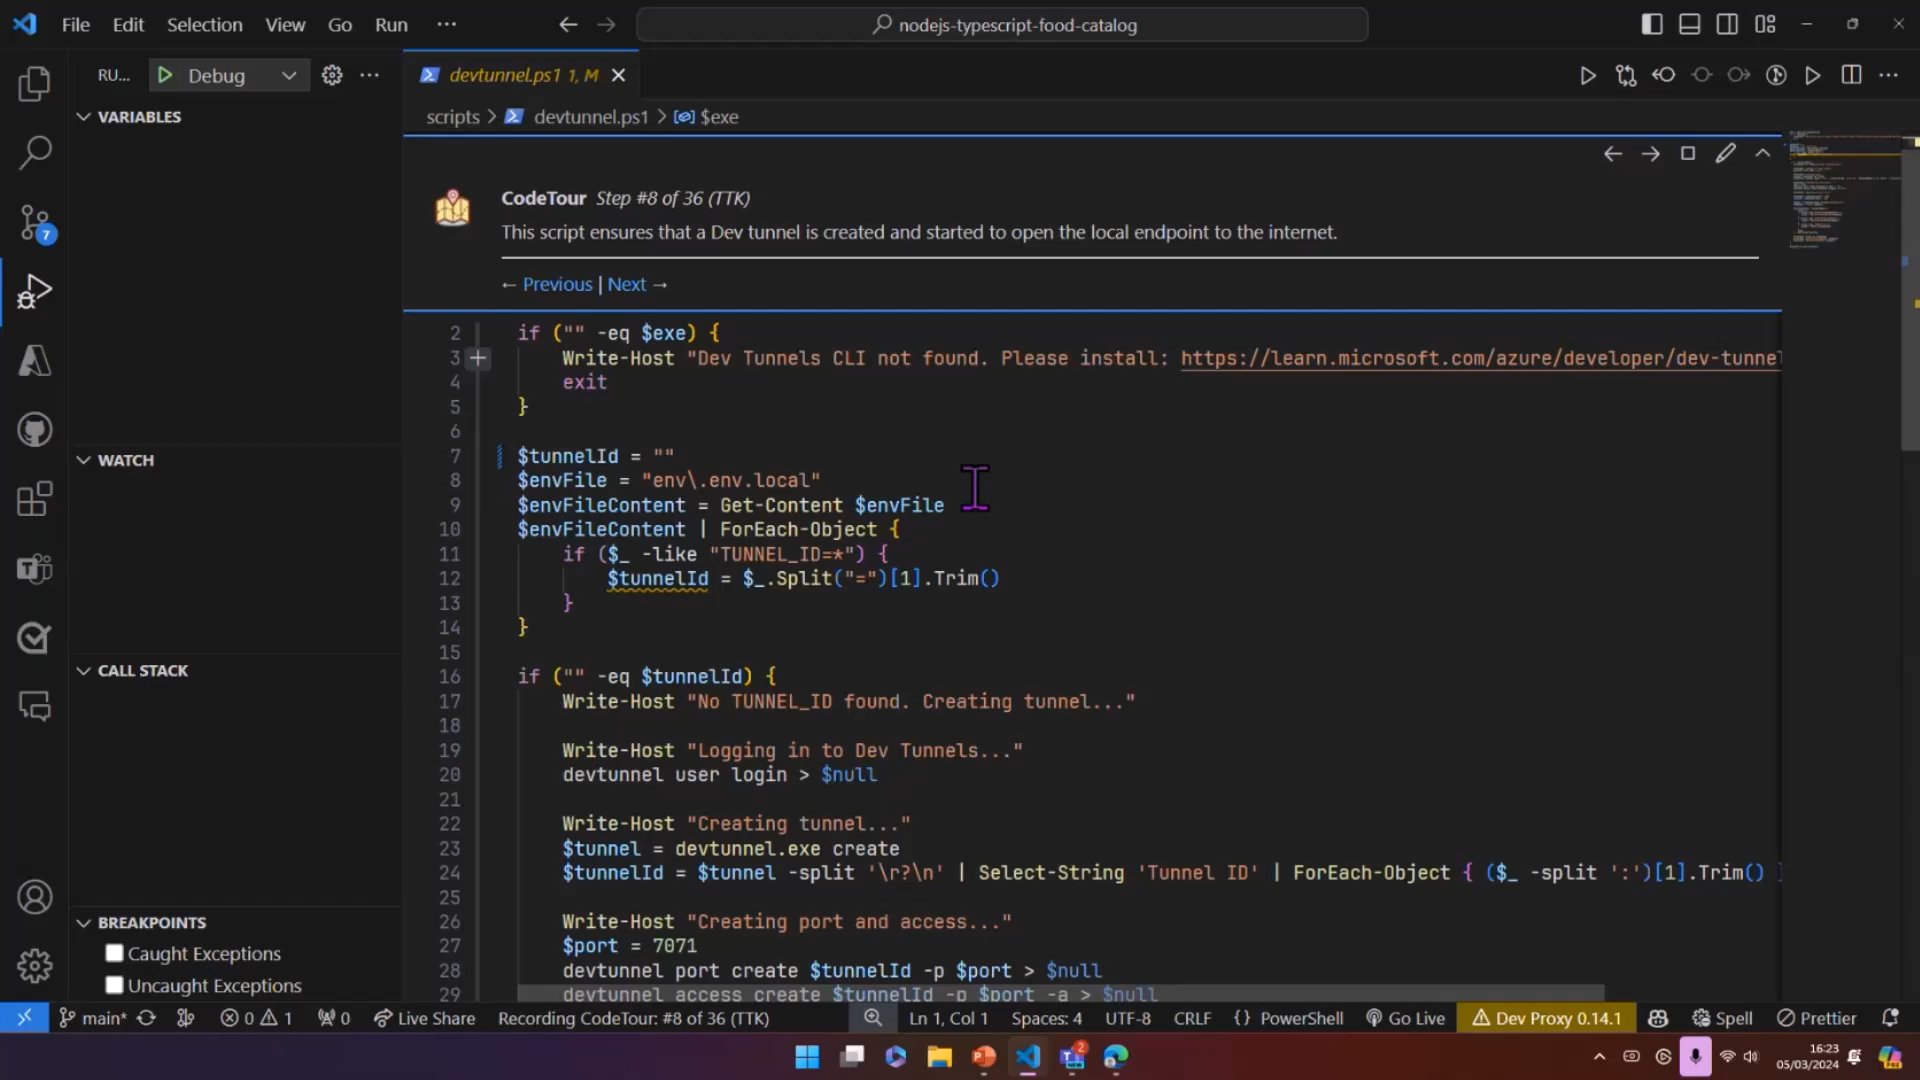 File Edit Selection View Go Run ··· nodejs-typescript-food-catalog
RU... Debug
devtunnel.ps1 1, M
VARIABLES
scripts > devtunnel.ps1 > $exe
CodeTour Step #8 of 36 (TTK)
This script ensures that a Dev tunnel is created and started to open the local endpoint to the internet.
← Previous | Next →
2 if ("" -eq $exe) {
3 Write-Host "Dev Tunnels CLI not found. Please install: https://learn.microsoft.com/azure/developer/dev-tunnel
4 exit
5 }
6
7 $tunnelId = ""
8 $envFile = "env\.env.local"
9 $envFileContent = Get-Content $envFile
10 $envFileContent | ForEach-Object {
11 if ($_ -like "TUNNEL_ID=*") {
12 $tunnelId = $_.Split("=")[1].Trim()
13 }
14 }
15
16 if ("" -eq $tunnelId) {
17 Write-Host "No TUNNEL_ID found. Creating tunnel..."
18
19 Write-Host "Logging in to Dev Tunnels..."
20 devtunnel user login > $null
21
22 Write-Host "Creating tunnel..."
23 $tunnel = devtunnel.exe create
24 $tunnelId = $tunnel -split '\r?\n' | Select-String 'Tunnel ID' | ForEach-Object { ($_ -split ':')[1].Trim() }
25
26 Write-Host "Creating port and access..."
27 $port = 7071
28 devtunnel port create $tunnelId -p $port > $null
29 devtunnel access create $tunnelId -p $port -a > $null
7
WATCH
CALL STACK
BREAKPOINTS
Caught Exceptions
Uncaught Exceptions
main* 0 1 0 Live Share Recording CodeTour: #8 of 36 (TTK) Ln 1, Col 1 Spaces: 4 UTF-8 CRLF {} PowerShell Go Live Dev Proxy 0.14.1 Spell Prettier
2
16:23
05/03/2024